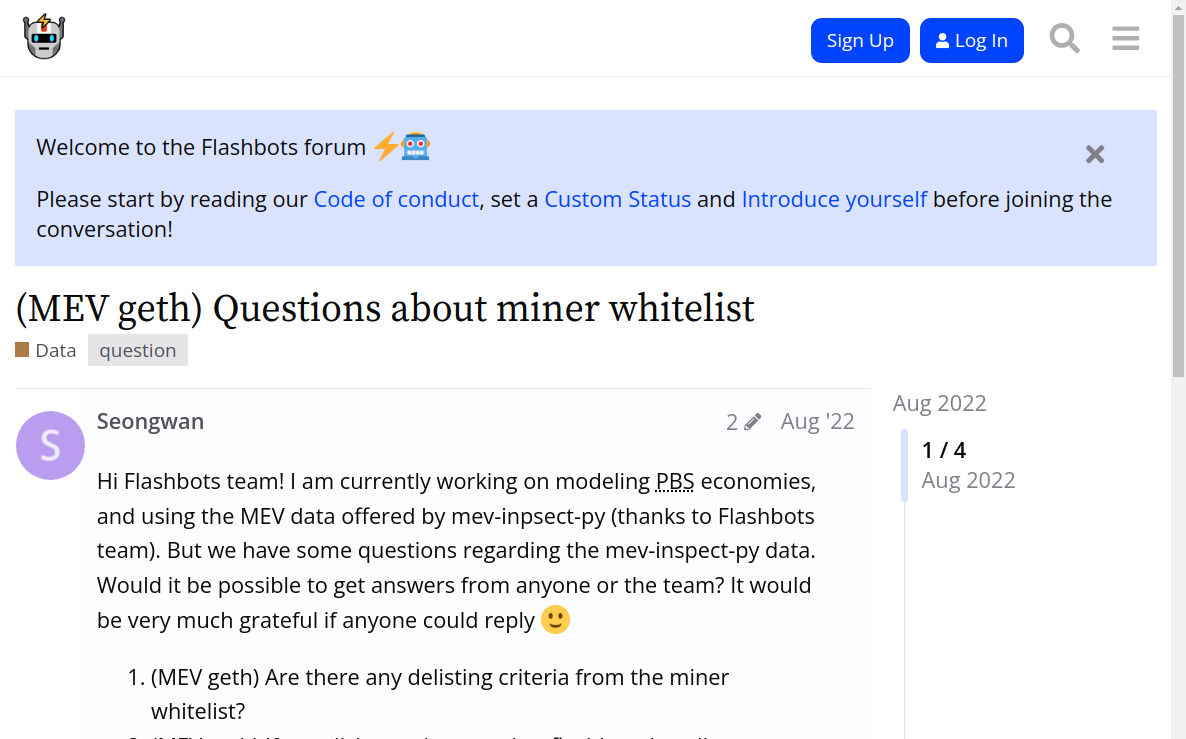 Sign Up
Log In
Welcome to the Flashbots forum
Please start by reading our Code of conduct, set a Custom Status and Introduce yourself before joining the
conversation!
(MEV geth) Questions about miner whitelist
Data question
S
Seongwan
2 Aug '22
Hi Flashbots team! I am currently working on modeling PBS economies,
and using the MEV data offered by mev-inpsect-py (thanks to Flashbots
team). But we have some questions regarding the mev-inspect-py data.
Would it be possible to get answers from anyone or the team? It would
be very much grateful if anyone could reply
1. (MEV geth) Are there any delisting criteria from the miner
whitelist?
Aug 2022
1 / 4
Aug 2022